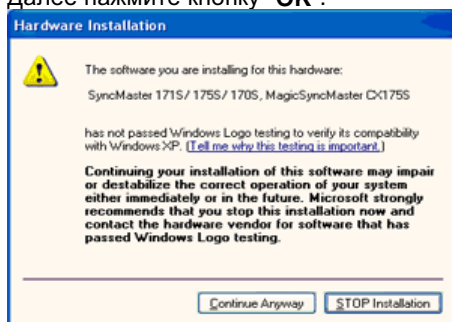 Далее нажмите кнопку "OK".
Hardware Installation
The software you are installing for this hardware:
SyncMaster 171S/ 175S/ 170S, MagicSyncMaster CX175S
has not passed Windows Logo testing to verify its compatibility
with Windows XP. (Tell me why this testing is important.)
Continuing your installation of this software may impair
or destabilize the correct operation of your system
either immediately or in the future. Microsoft strongly
recommends that you stop this installation now and
contact the hardware vendor for software that has
passed Windows Logo testing.
Continue Anyway
STOP Installation